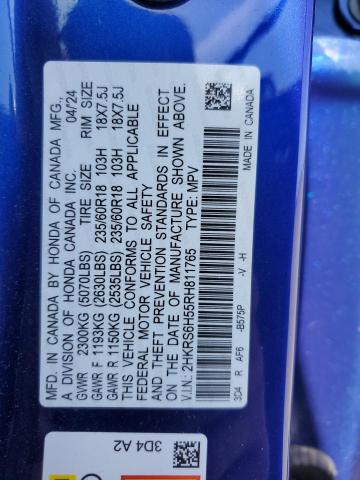 MFD. IN CANADA BY HONDA OF CANADA MFG.,
A DIVISION OF HONDA CANADA INC. 04/24
GVWR 2300KG (5070LBS) TIRE SIZE RIM SIZE
GAWR F 1193KG (2630LBS) 235/60R18 103H 18X7.5J
GAWR R 1150KG (2535LBS) 235/60R18 103H 18X7.5J
THIS VEHICLE CONFORMS TO ALL APPLICABLE
FEDERAL MOTOR VEHICLE SAFETY
AND THEFT PREVENTION STANDARDS IN EFFECT
ON THE DATE OF MANUFACTURE SHOWN ABOVE.
V.I.N.: 2HKRS6H55RH811765 TYPE: MPV
3D4 R AF6 -B575P -V -H
MADE IN CANADA
3D4 A2